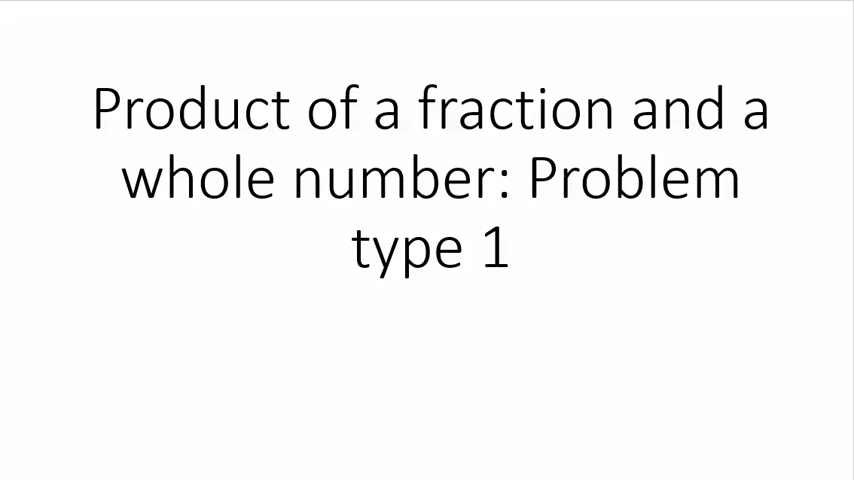 Product of a fraction and a
whole number: Problem
type 1